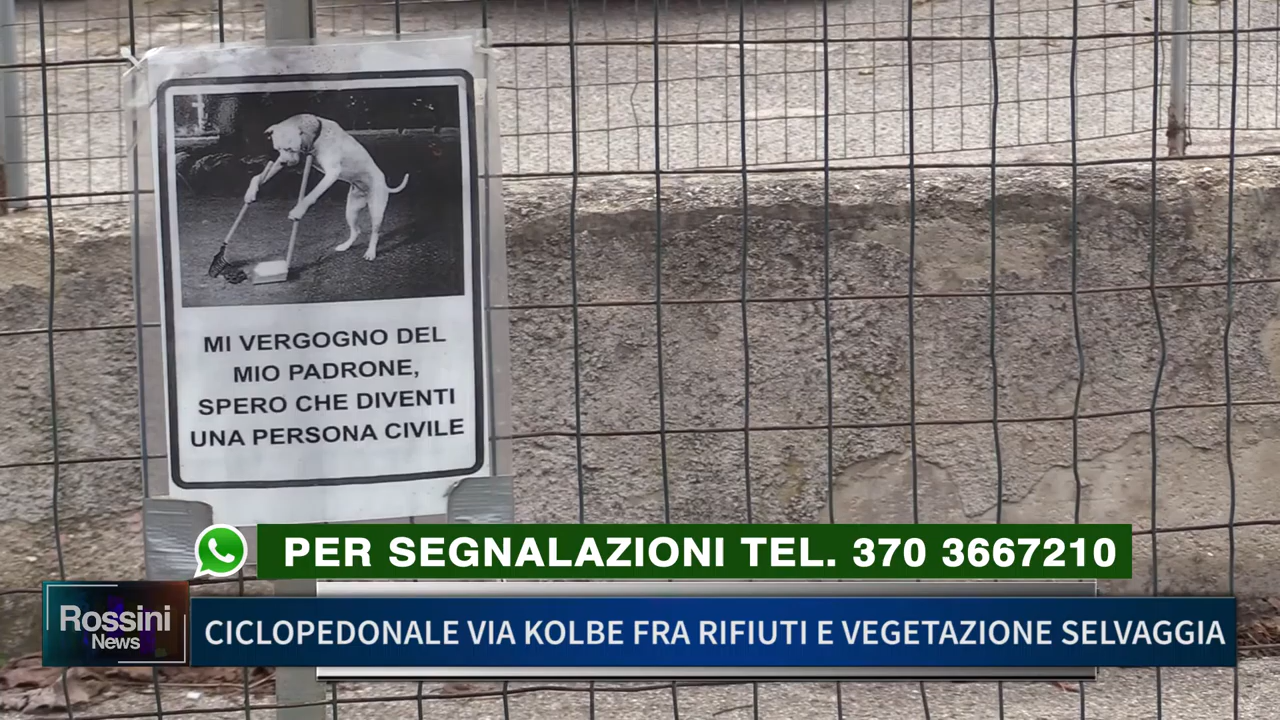 MI VERGOGNO DEL
MIO PADRONE,
SPERO CHE DIVENTI
UNA PERSONA CIVILE
PER SEGNALAZIONI TEL. 370 3667210
Rossini
News
CICLOPEDONALE VIA KOLBE FRA RIFIUTI E VEGETAZIONE SELVAGGIA